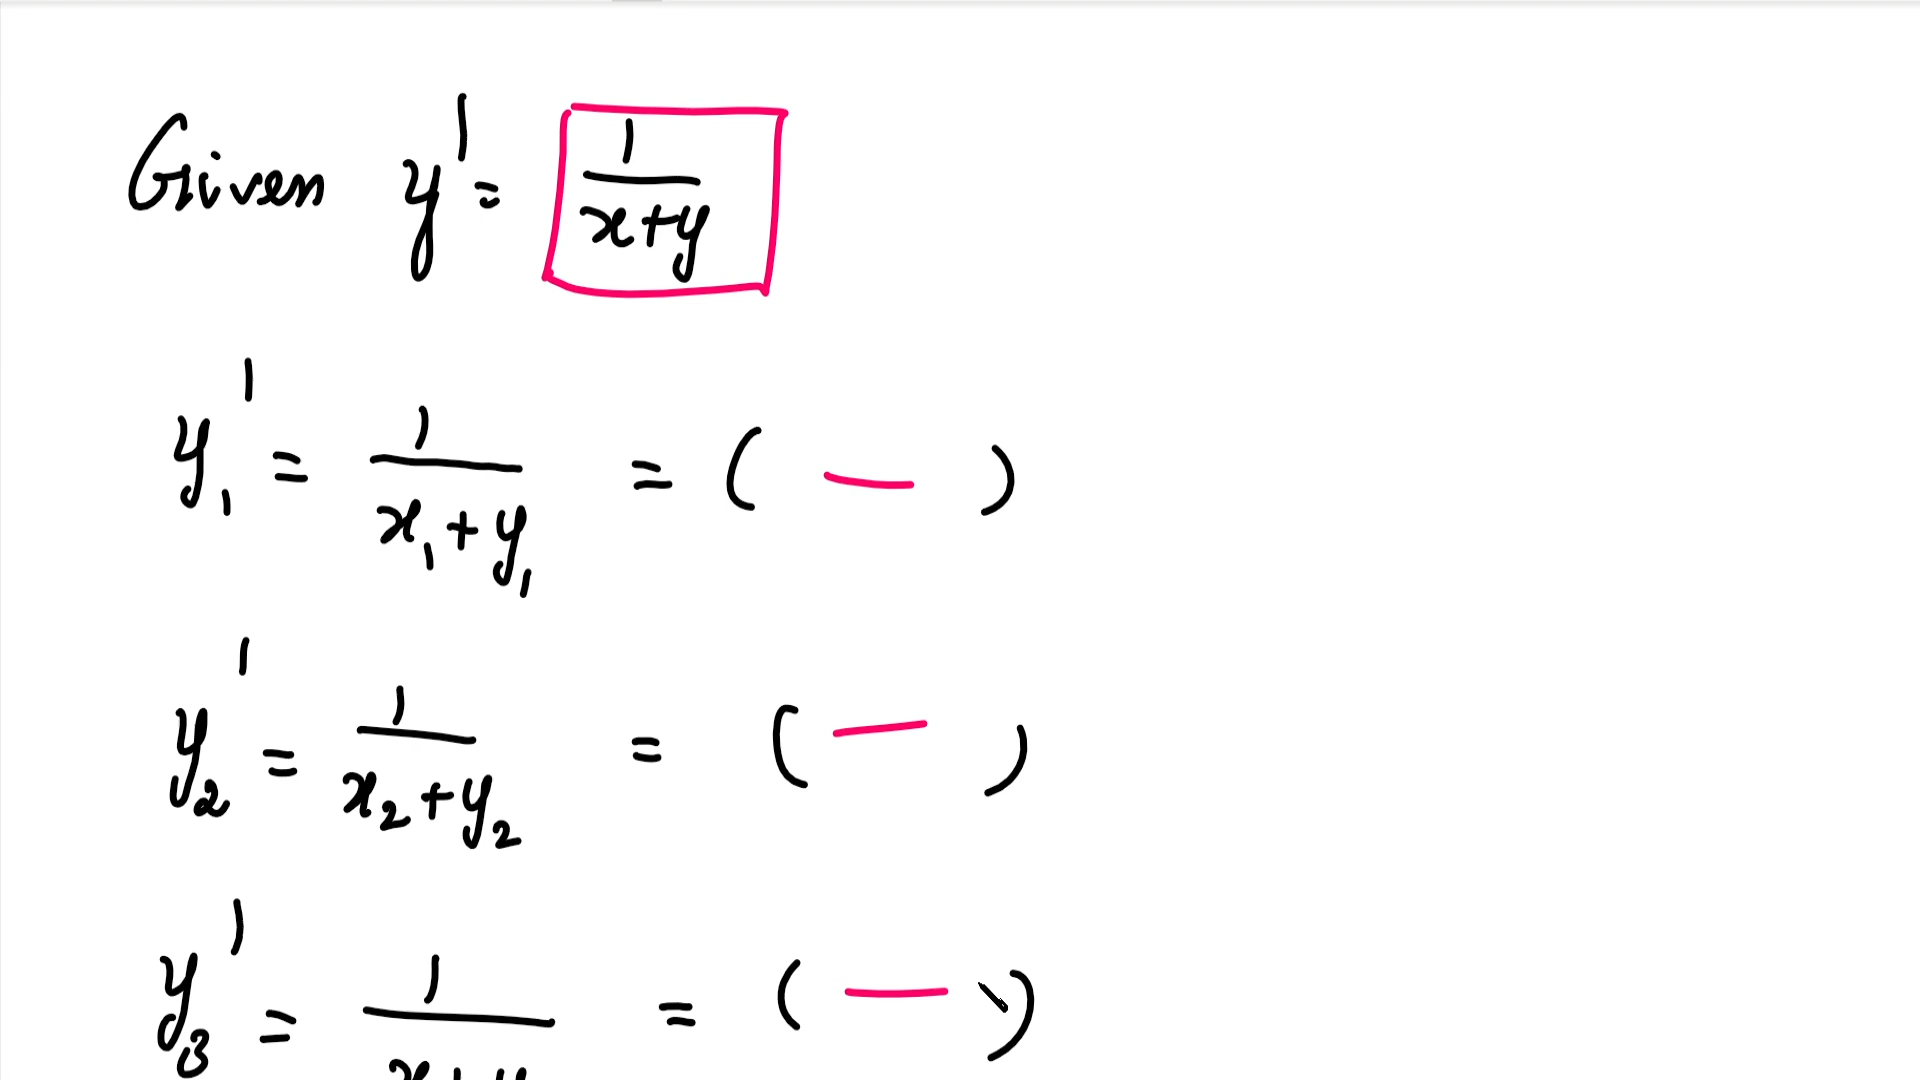 Given y' = 1/(x+y)
y₁' = 1/(x₁+y₁) = ( — )
y₂' = 1/(x₂+y₂) = ( — )
y₃' = 1/(x+y = ( — )